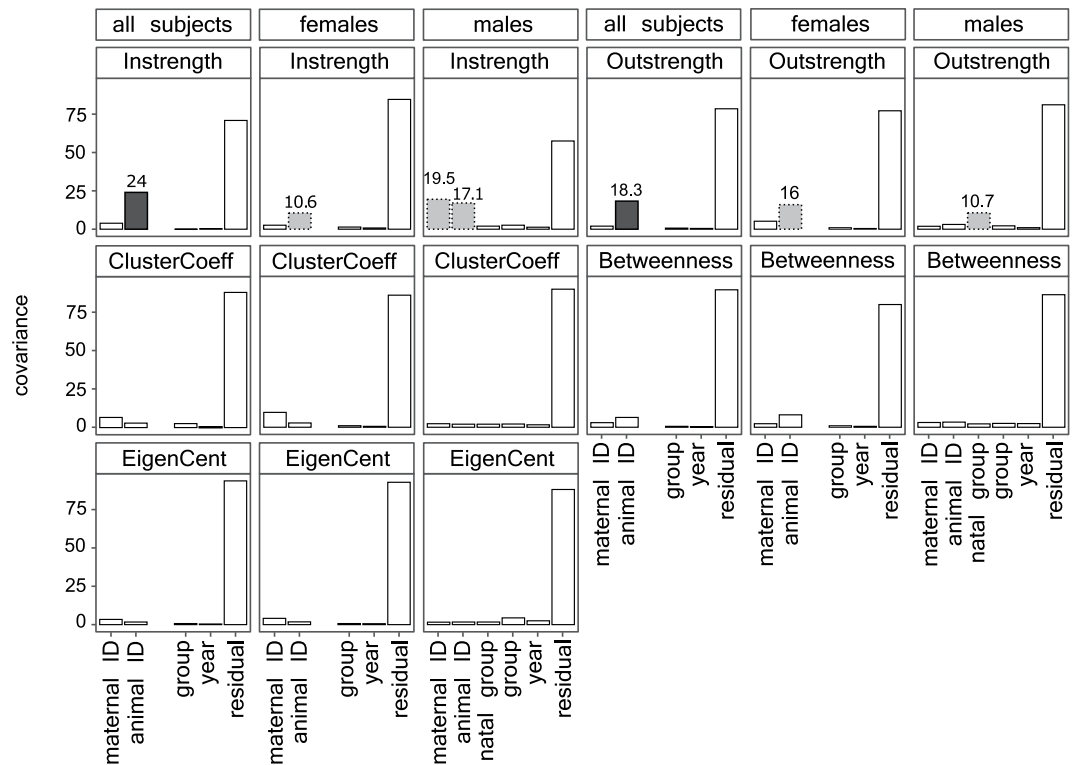 all subjects
females
males
all subjects
females
males
Instrength
Instrength
Instrength
Outstrength
Outstrength
Outstrength
75
50
25
0
24
10.6
19.5
17.1
18.3
16
10.7
ClusterCoeff
ClusterCoeff
ClusterCoeff
Betweenness
Betweenness
Betweenness
covariance
75
50
25
0
maternal ID
animal ID
group
year
residual
maternal ID
animal ID
group
year
residual
maternal ID
animal ID
natal group
group
year
residual
EigenCent
EigenCent
EigenCent
75
50
25
0
maternal ID
animal ID
group
year
residual
maternal ID
animal ID
group
year
residual
maternal ID
animal ID
natal group
group
year
residual